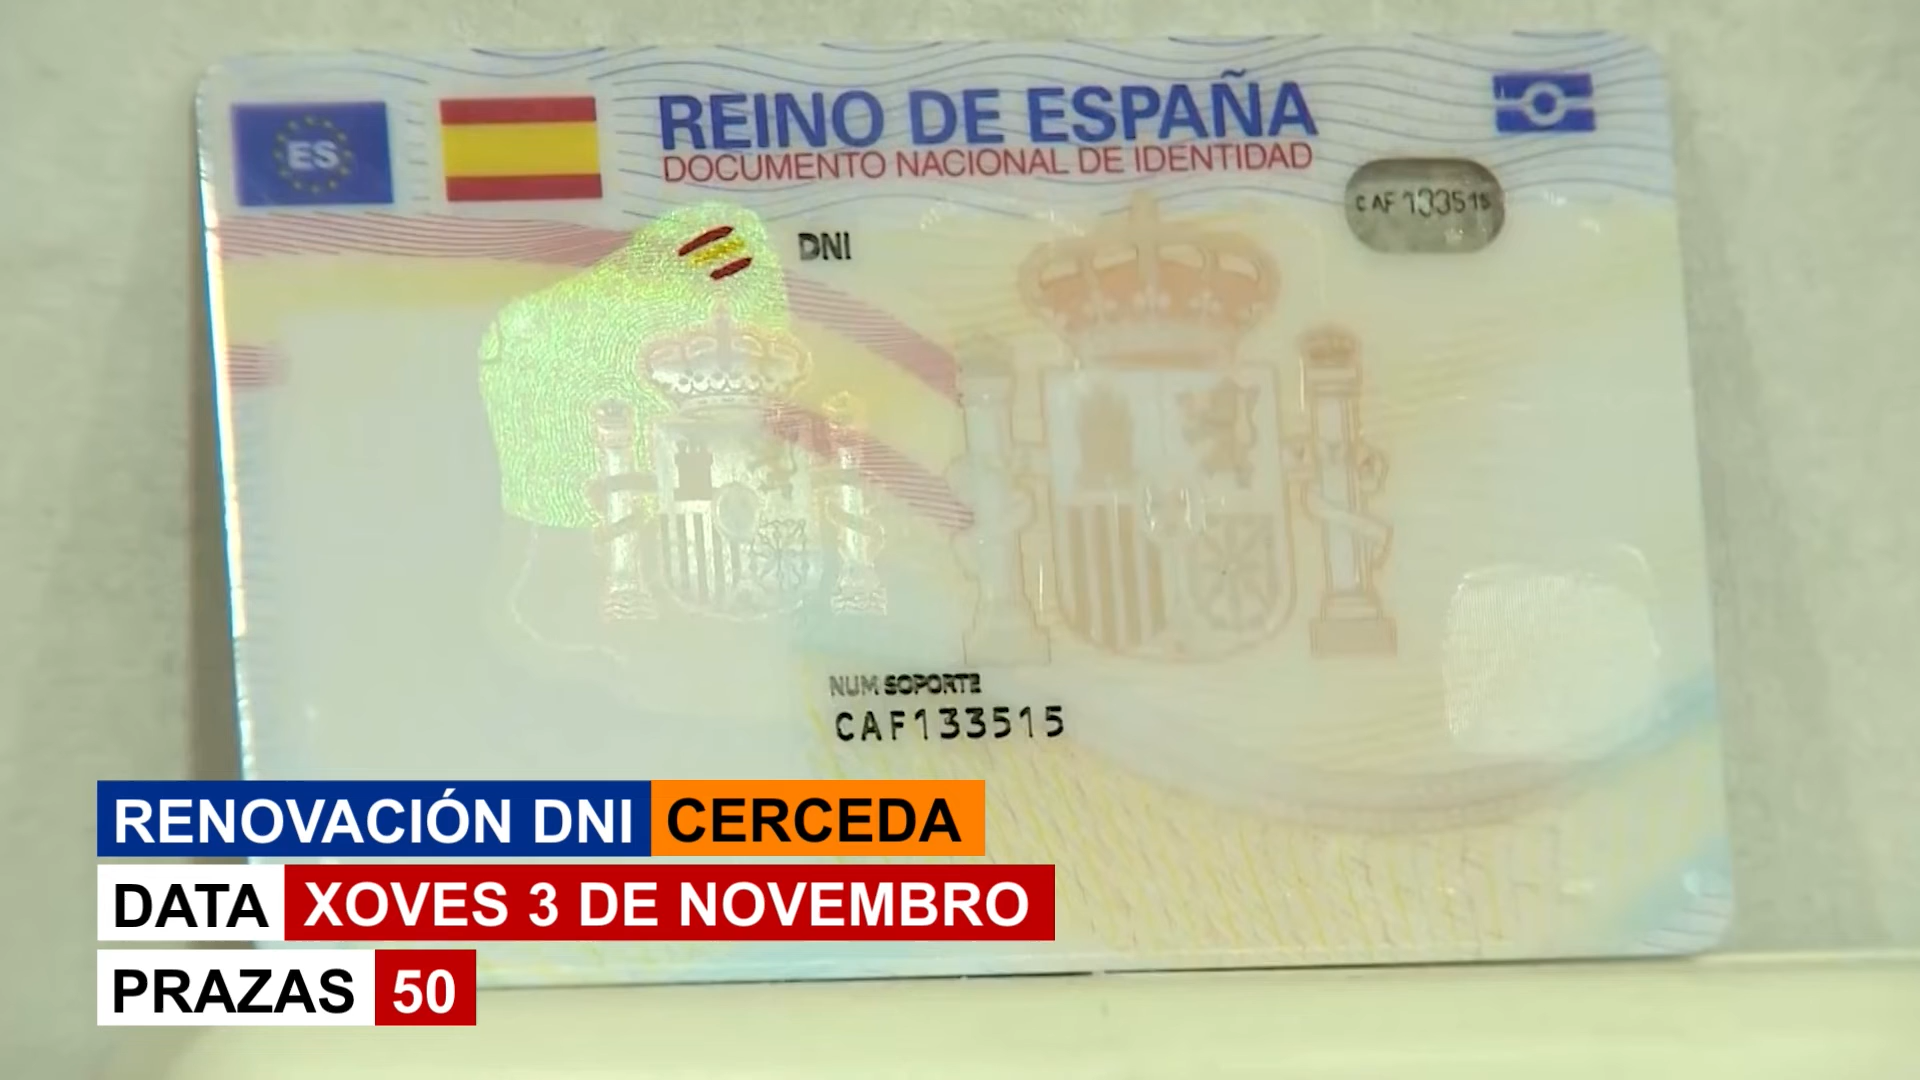 ES
REINO DE ESPAÑA
DOCUMENTO NACIONAL DE IDENTIDAD
CAF133515
DNI
NUM SOPORTE
CAF133515
RENOVACIÓN DNI CERCEDA
DATA XOVES 3 DE NOVEMBRO
PRAZAS 50